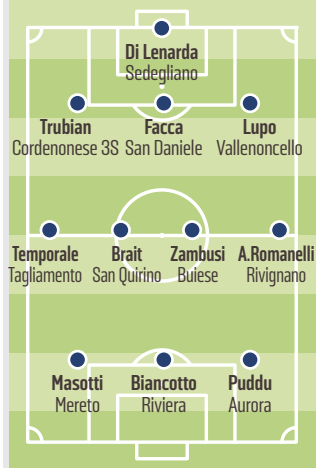 Di Lenarda
Sedegliano
Trubian Facca Lupo
Cordenonese 3S San Daniele Vallenoncello
Temporale Brait Zambusi A.Romanelli
Tagliamento San Quirino Buiese Rivignano
Masotti Biancotto Puddu
Mereto Riviera Aurora